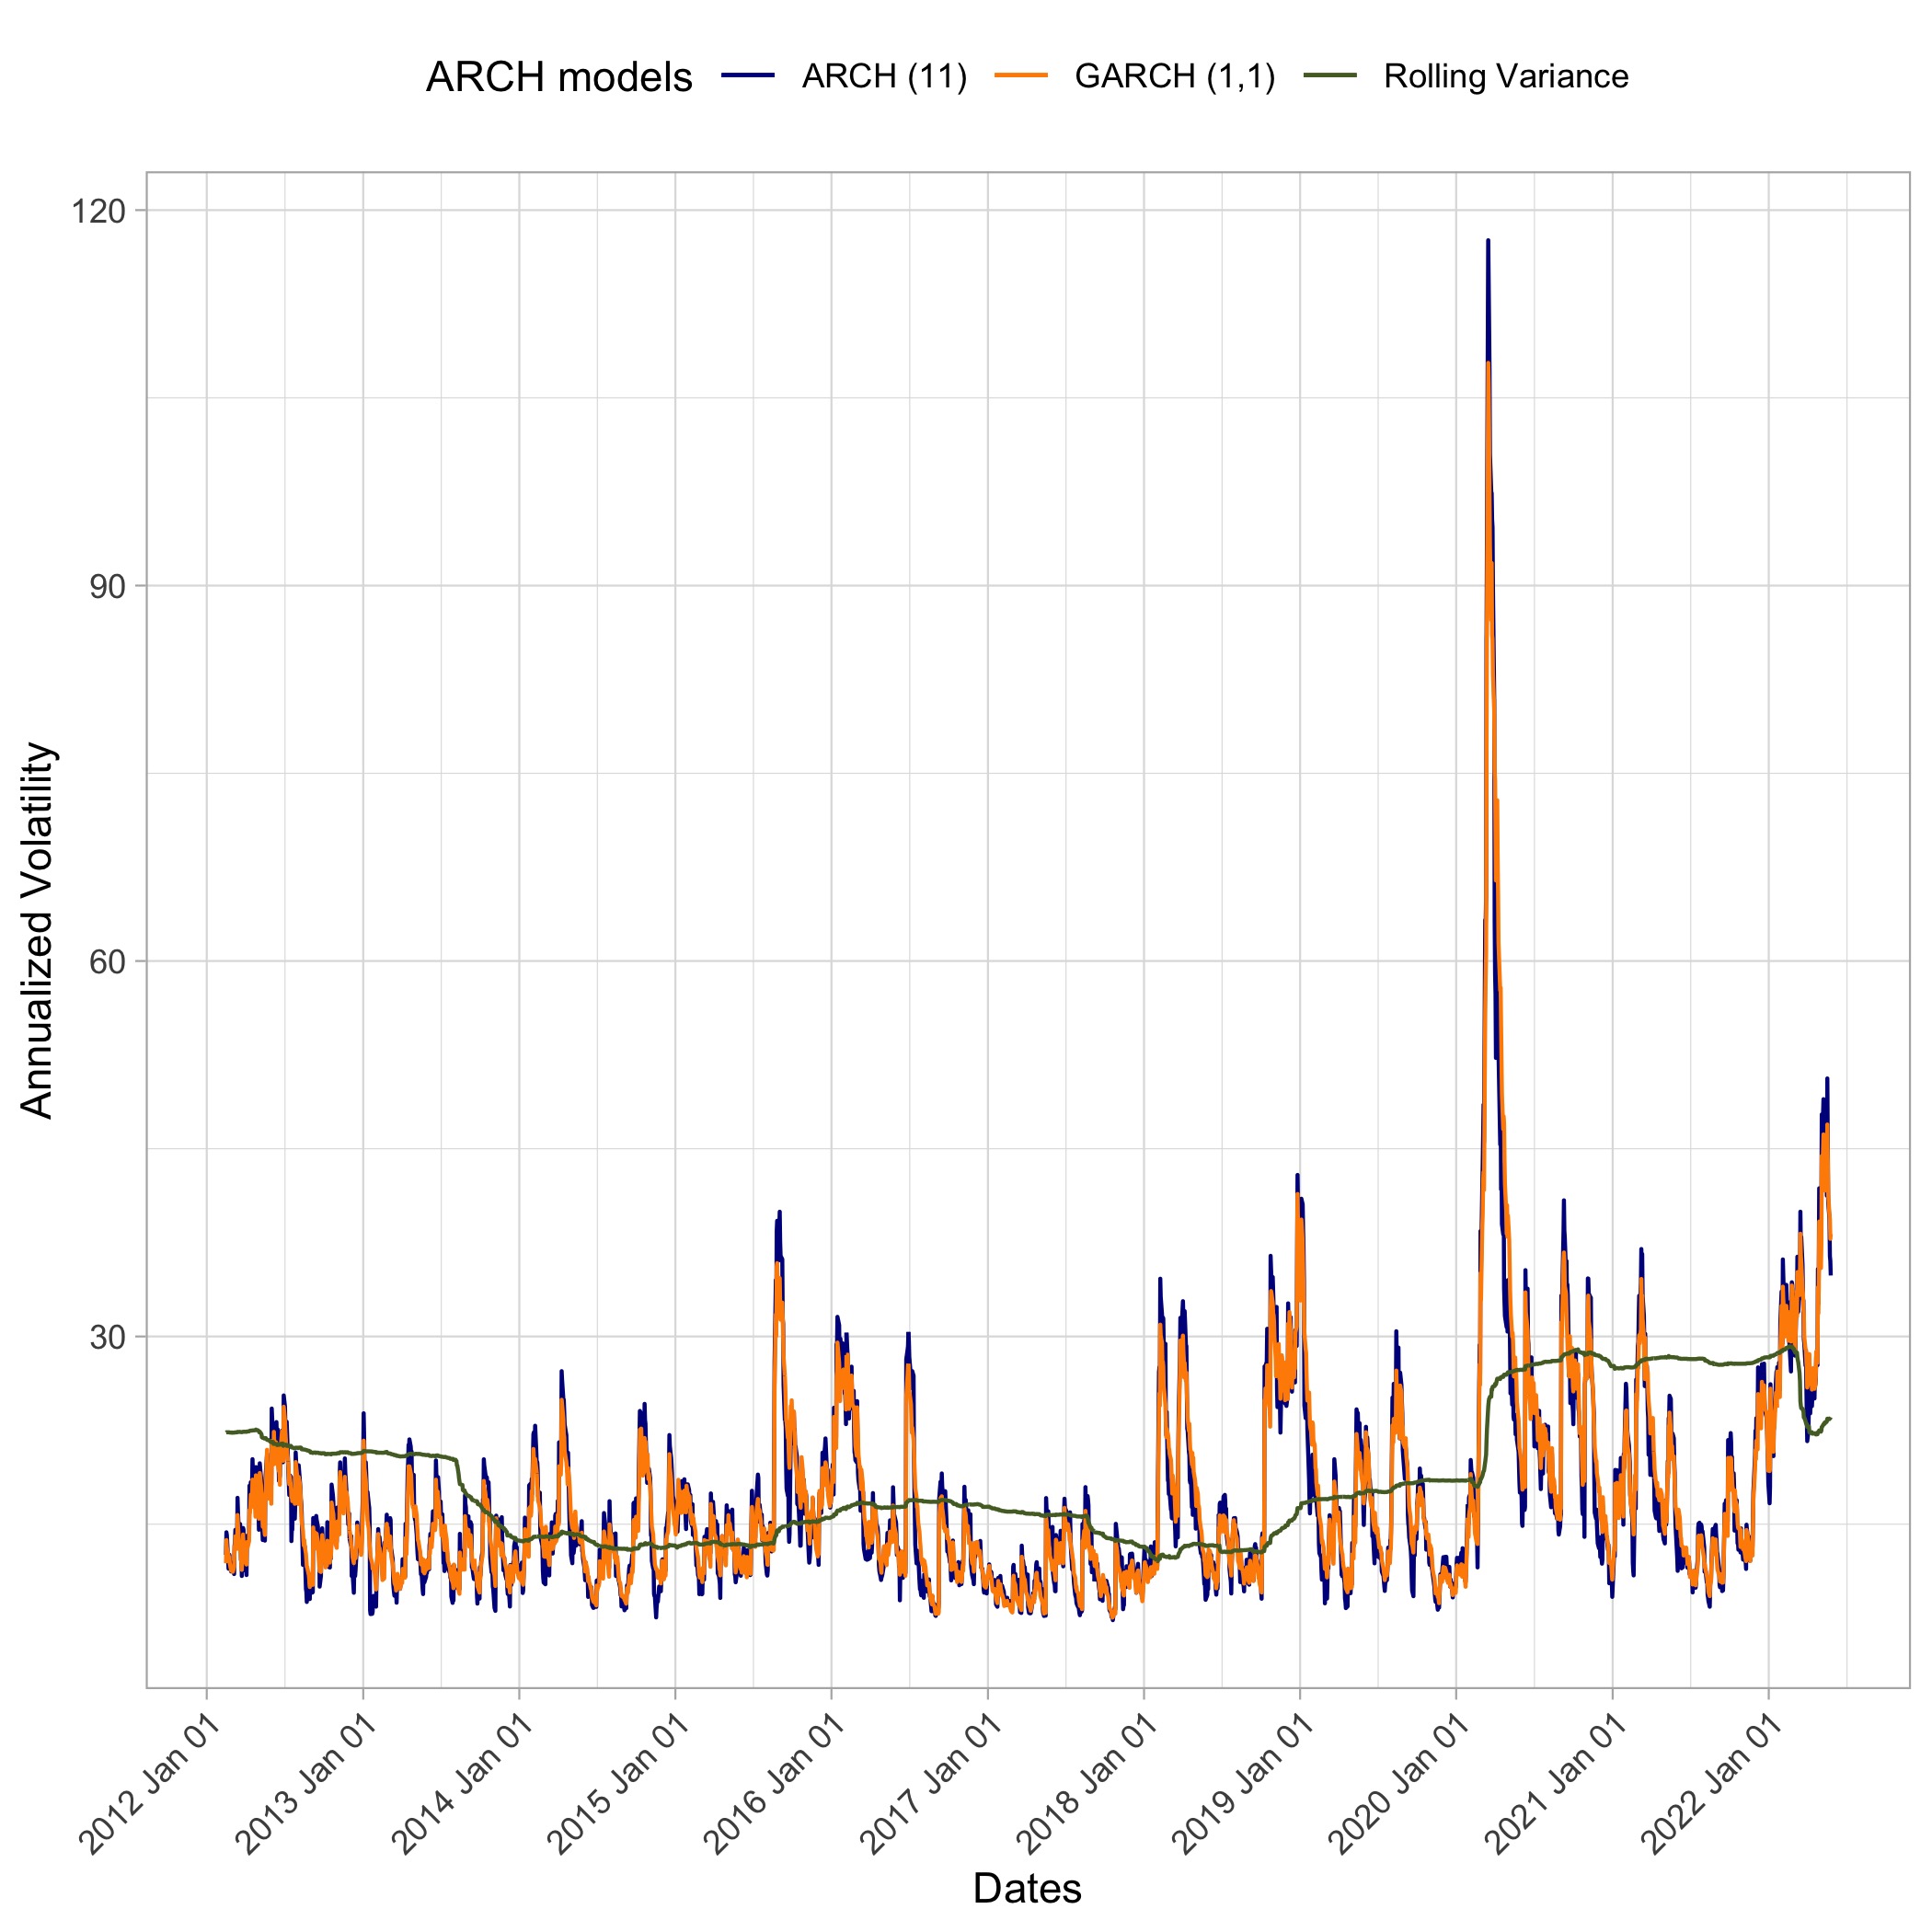 ARCH models ARCH (11) GARCH (1,1) Rolling Variance
Annualized Volatility
120
90
60
30
2012 Jan 01
2013 Jan 01
2014 Jan 01
2015 Jan 01
2016 Jan 01
2017 Jan 01
2018 Jan 01
2019 Jan 01
2020 Jan 01
2021 Jan 01
2022 Jan 01
Dates